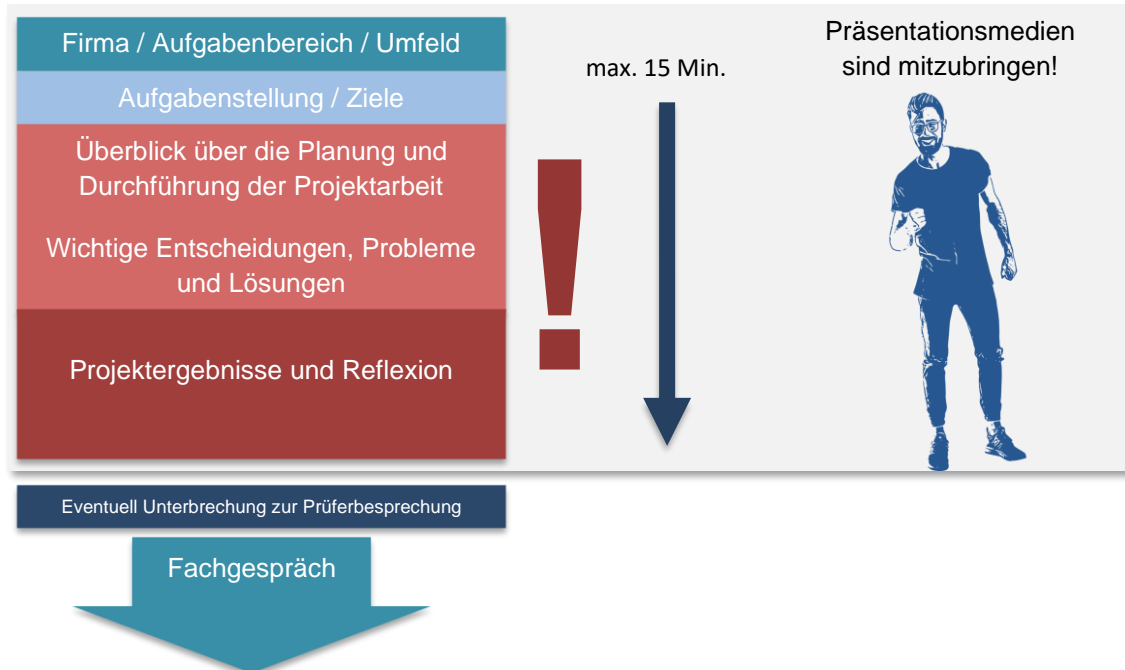 Firma / Aufgabenbereich / Umfeld
Aufgabenstellung / Ziele
Überblick über die Planung und
Durchführung der Projektarbeit
Wichtige Entscheidungen, Probleme
und Lösungen
Projektergebnisse und Reflexion
!
max. 15 Min.
Präsentationsmedien
sind mitzubringen!
Eventuell Unterbrechung zur Prüferbesprechung
Fachgespräch